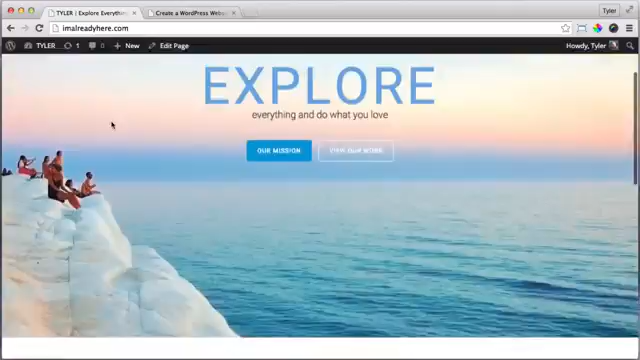 TYLER | Explore Everythin
Create a WordPress Webs
Tyler
imalreadyhere.com
TYLER 1 0 New Edit Page Howdy, Tyler
EXPLORE
everything and do what you love
OUR MISSION VIEW OUR WORK